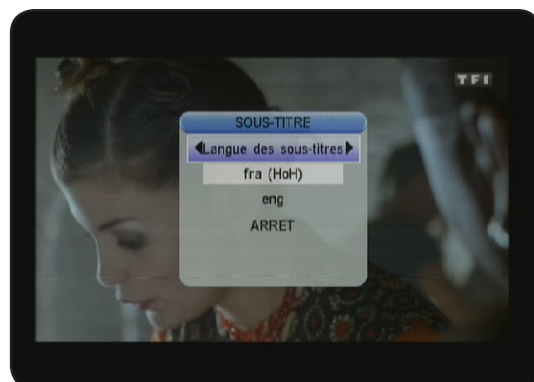 TF1
SOUS-TITRE
Langue des sous-titres
fra (HoH)
eng
ARRET